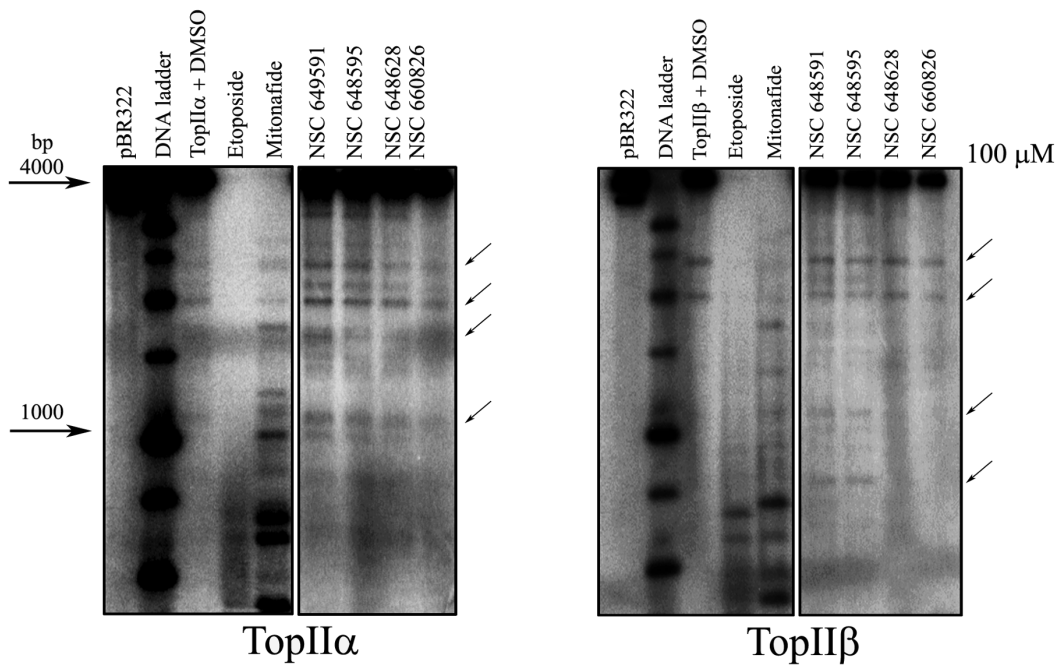 pBR322
DNA ladder
TopIIα + DMSO
Etoposide
Mitonafide
NSC 649591
NSC 648595
NSC 648628
NSC 660826
pBR322
DNA ladder
TopIIβ + DMSO
Etoposide
Mitonafide
NSC 648591
NSC 648595
NSC 648628
NSC 660826
bp
4000
100 µM
1000
TopIIα
TopIIβ